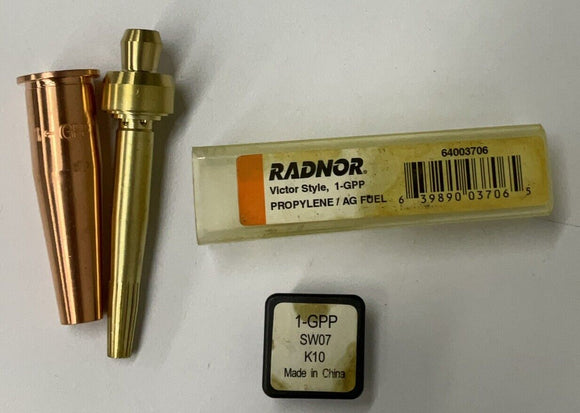 64003706
RADNOR®
Victor Style, 1-GPP
PROPYLENE / AG FUEL
6 39890 03706 5
1-GPP
SW07
K10
Made in China